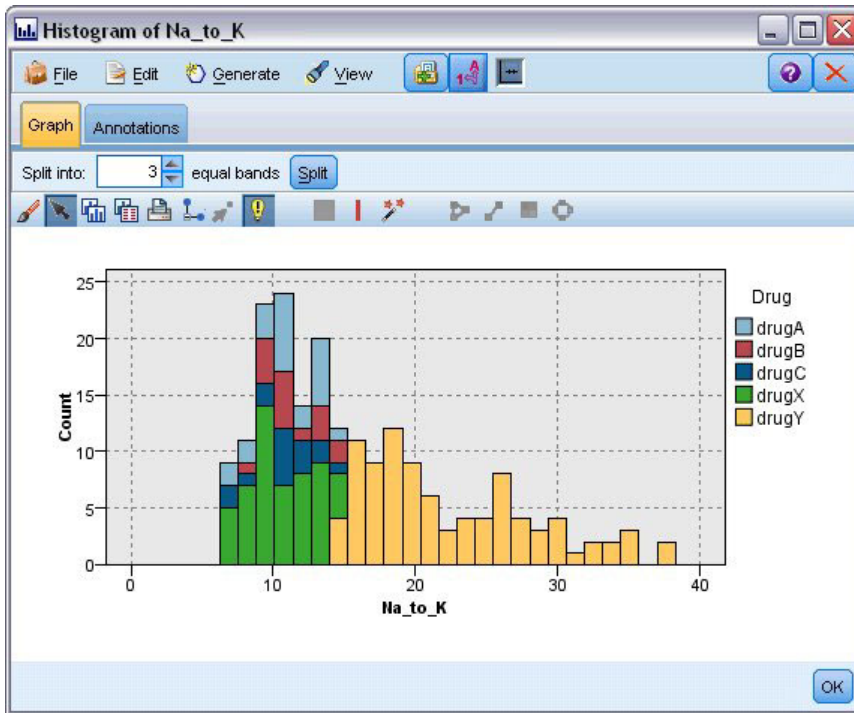 Histogram of Na_to_K
File Edit Generate View
Graph Annotations
Split into: 3 equal bands Split
25
20
15
10
5
0
Count
0 10 20 30 40
Na_to_K
Drug
drugA
drugB
drugC
drugX
drugY
OK